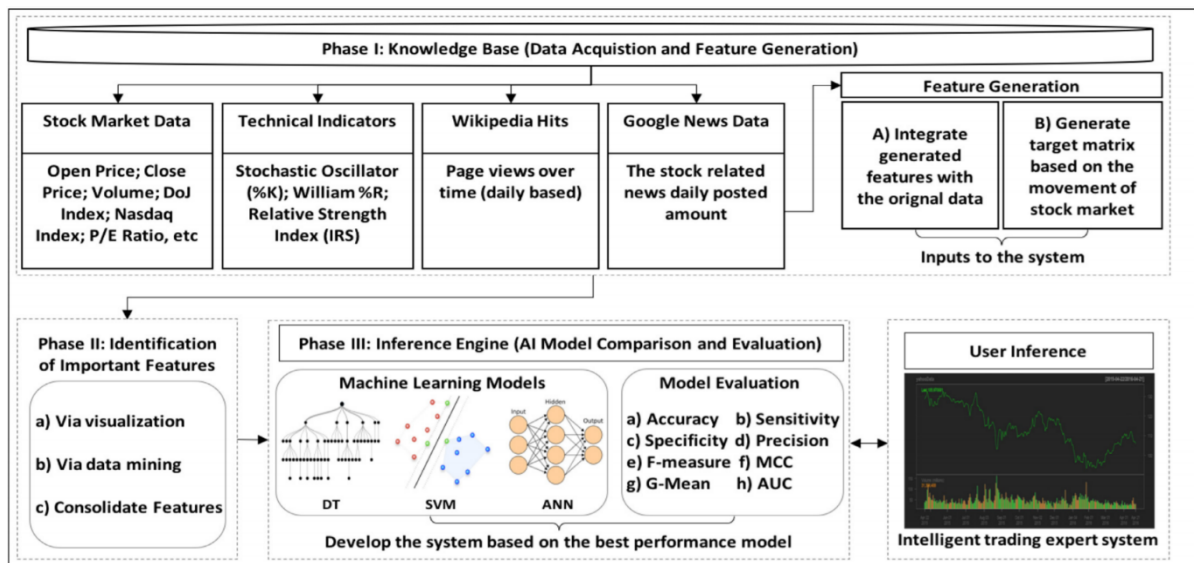 Phase I: Knowledge Base (Data Acquistion and Feature Generation)
Stock Market Data
Open Price; Close
Price; Volume; DoJ
Index; Nasdaq
Index; P/E Ratio, etc
Technical Indicators
Stochastic Oscillator
(%K); William %R;
Relative Strength
Index (IRS)
Wikipedia Hits
Page views over
time (daily based)
Google News Data
The stock related
news daily posted
amount
Feature Generation
A) Integrate
generated
features with
the orignal data
B) Generate
target matrix
based on the
movement of
stock market
Inputs to the system
Phase II: Identification
of Important Features
a) Via visualization
b) Via data mining
c) Consolidate Features
Phase III: Inference Engine (AI Model Comparison and Evaluation)
Machine Learning Models
Input
Hidden
Output
DT
SVM
ANN
Model Evaluation
a) Accuracy b) Sensitivity
c) Specificity d) Precision
e) F-measure f) MCC
g) G-Mean h) AUC
Develop the system based on the best performance model
User Inference
Intelligent trading expert system